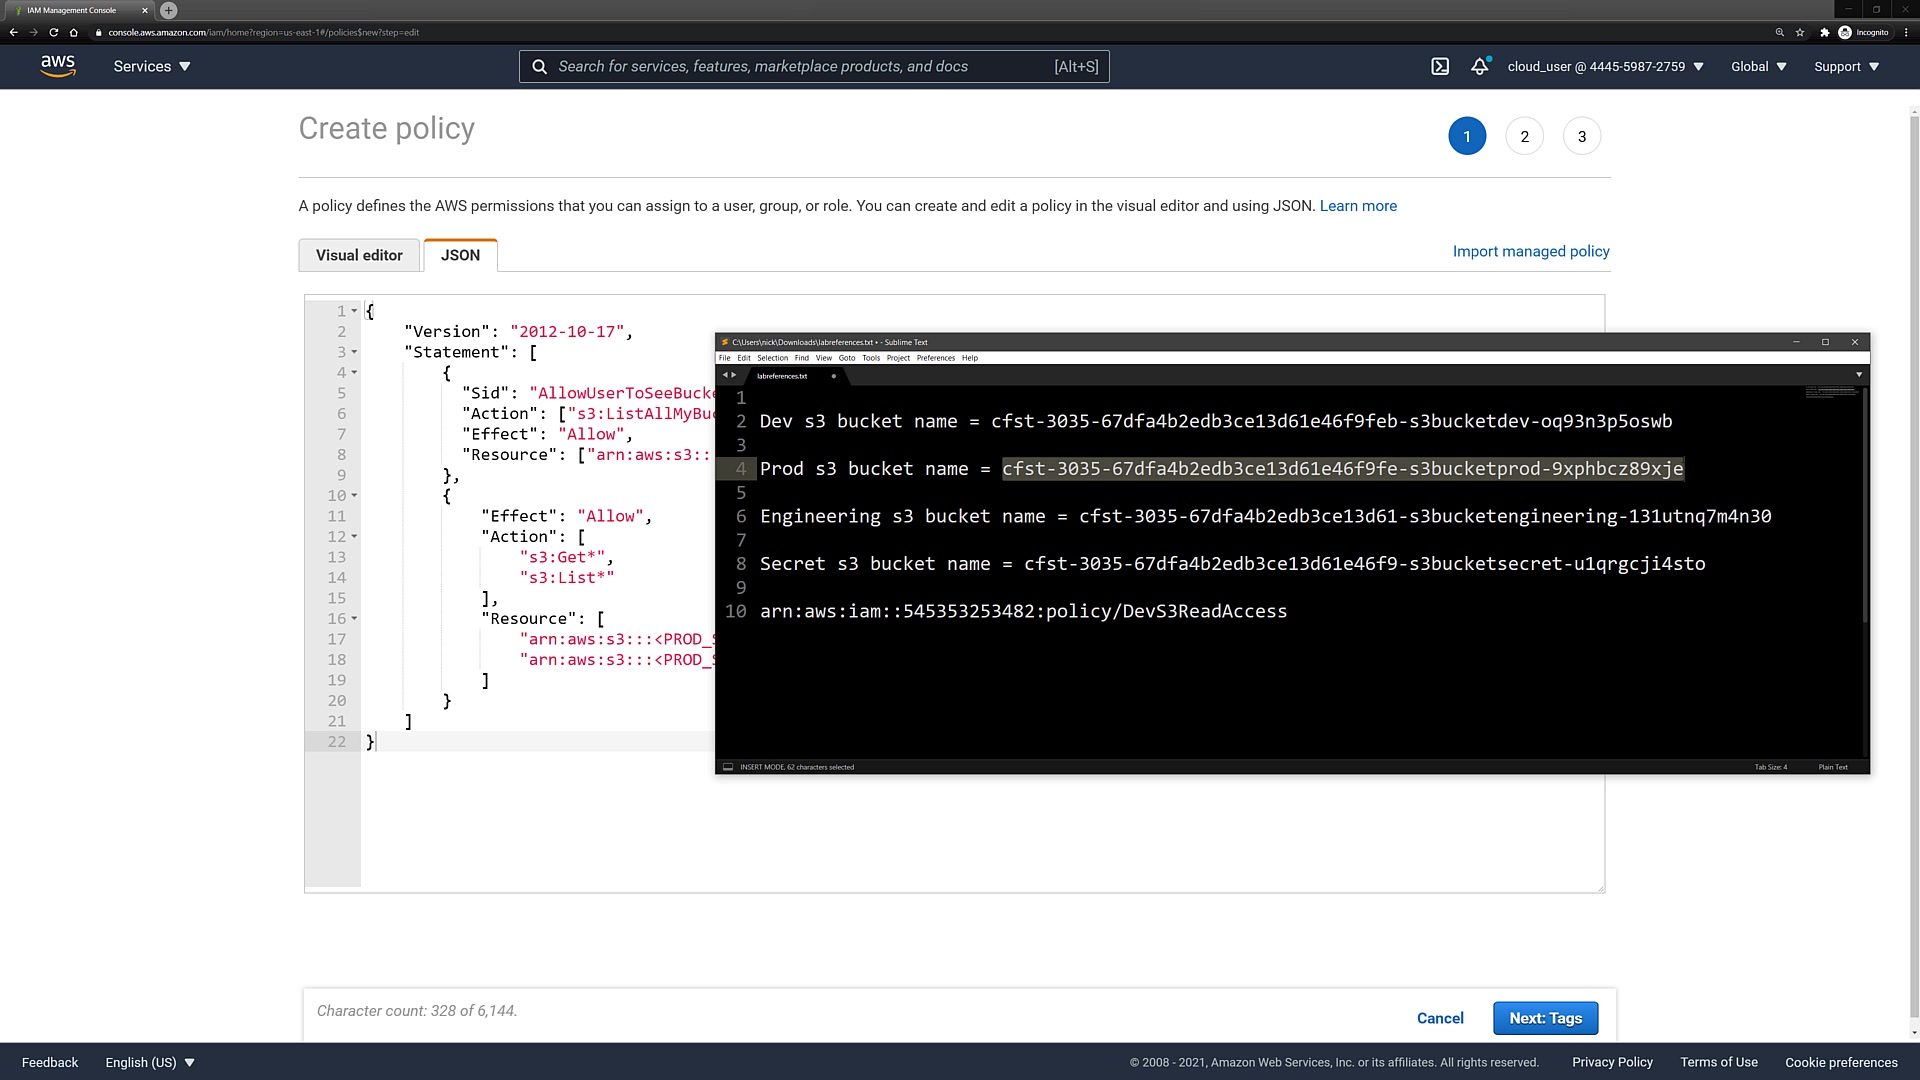 IAM Management Console
console.aws.amazon.com/iam/home?region=us-east-1#/policies$new?step=edit
Incognito
aws
Services
Search for services, features, marketplace products, and docs
[Alt+S]
cloud_user @ 4445-5987-2759
Global
Support
Create policy
1
2
3
A policy defines the AWS permissions that you can assign to a user, group, or role. You can create and edit a policy in the visual editor and using JSON. Learn more
Visual editor
JSON
Import managed policy
1 {
2 "Version": "2012-10-17",
3 "Statement": [
4 {
5 "Sid": "AllowUserToSeeBucke
6 "Action": ["s3:ListAllMyBuc
7 "Effect": "Allow",
8 "Resource": ["arn:aws:s3::
9 },
10 {
11 "Effect": "Allow",
12 "Action": [
13 "s3:Get*",
14 "s3:List*"
15 ],
16 "Resource": [
17 "arn:aws:s3:::<PROD_S
18 "arn:aws:s3:::<PROD_S
19 ]
20 }
21 ]
22 }
C:\Users\nick\Downloads\labreferences.txt • - Sublime Text
File Edit Selection Find View Goto Tools Project Preferences Help
labreferences.txt
1
2 Dev s3 bucket name = cfst-3035-67dfa4b2edb3ce13d61e46f9feb-s3bucketdev-oq93n3p5oswb
3
4 Prod s3 bucket name = cfst-3035-67dfa4b2edb3ce13d61e46f9fe-s3bucketprod-9xphbcz89xje
5
6 Engineering s3 bucket name = cfst-3035-67dfa4b2edb3ce13d61-s3bucketengineering-131utnq7m4n30
7
8 Secret s3 bucket name = cfst-3035-67dfa4b2edb3ce13d61e46f9-s3bucketsecret-u1qrgcji4sto
9
10 arn:aws:iam::545353253482:policy/DevS3ReadAccess
INSERT MODE, 62 characters selected
Tab Size: 4
Plain Text
Character count: 328 of 6,144.
Cancel
Next: Tags
Feedback
English (US)
© 2008 - 2021, Amazon Web Services, Inc. or its affiliates. All rights reserved.
Privacy Policy
Terms of Use
Cookie preferences